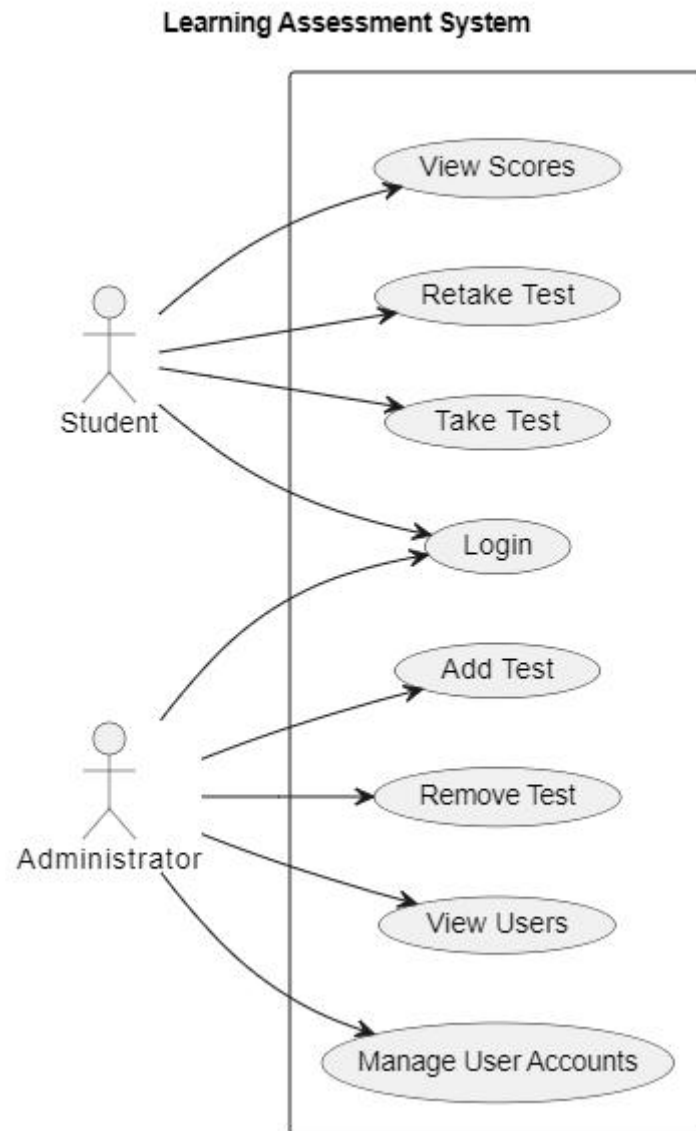 Learning Assessment System
View Scores
Retake Test
Student
Take Test
Login
Add Test
Remove Test
Administrator
View Users
Manage User Accounts